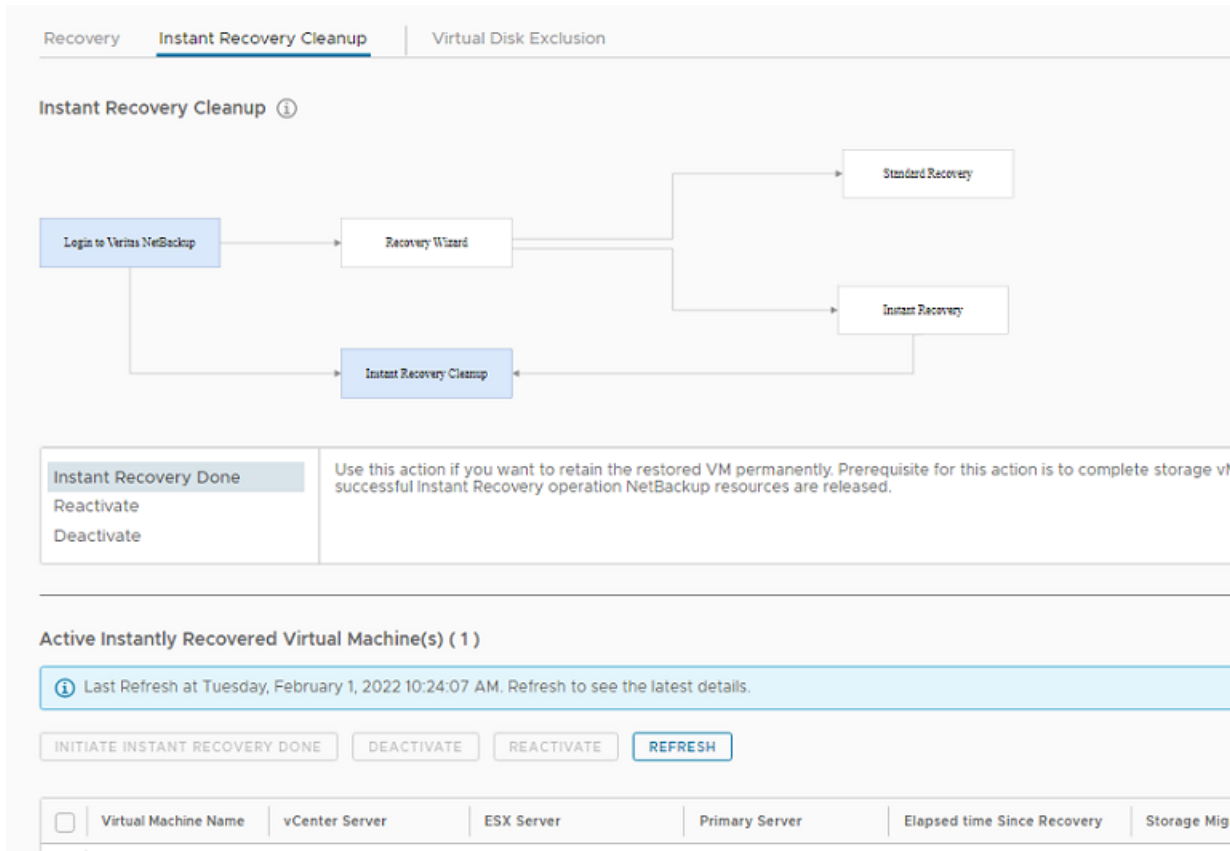 Recovery Instant Recovery Cleanup Virtual Disk Exclusion
Instant Recovery Cleanup
Standard Recovery
Login to Veritas NetBackup Recovery Wizard
Instant Recovery
Instant Recovery Cleanup
Instant Recovery Done
Reactivate
Deactivate
Use this action if you want to retain the restored VM permanently. Prerequisite for this action is to complete storage vM
successful Instant Recovery operation NetBackup resources are released.
Active Instantly Recovered Virtual Machine(s) ( 1 )
Last Refresh at Tuesday, February 1, 2022 10:24:07 AM. Refresh to see the latest details.
INITIATE INSTANT RECOVERY DONE DEACTIVATE REACTIVATE REFRESH
Virtual Machine Name vCenter Server ESX Server Primary Server Elapsed time Since Recovery Storage Mig